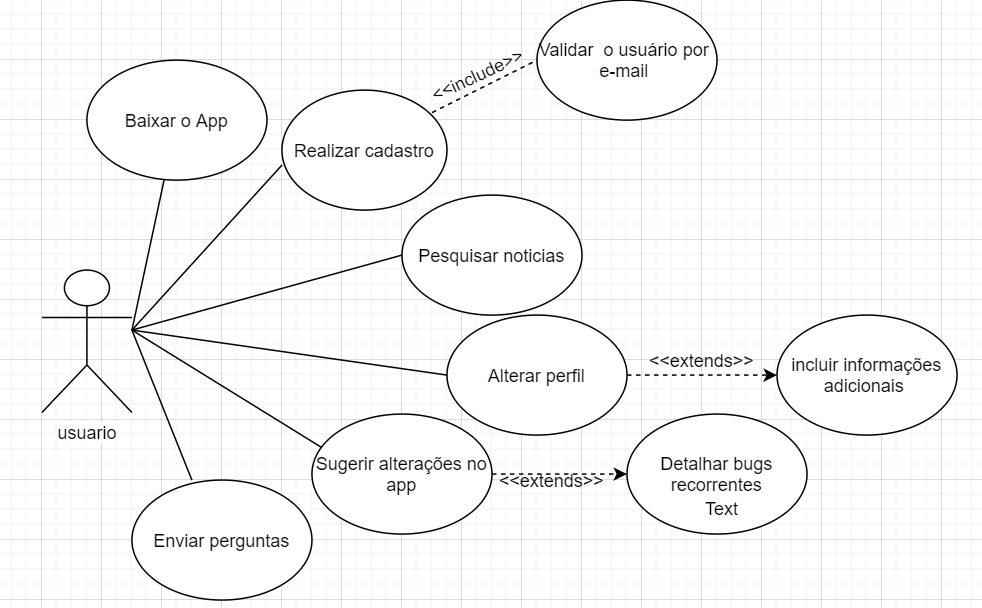 Validar o usuário por
e-mail
<<include>>
Baixar o App
Realizar cadastro
Pesquisar noticias
<<extends>>
incluir informações
adicionais
Alterar perfil
usuario
Sugerir alterações no
app
<<extends>>
Detalhar bugs
recorrentes
Text
Enviar perguntas